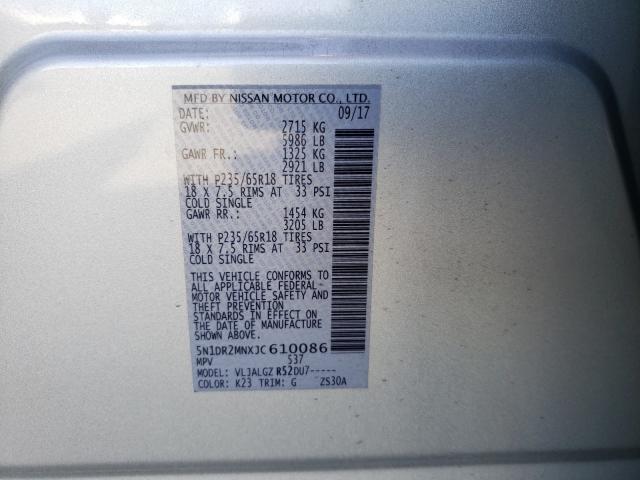 MFD BY NISSAN MOTOR CO., LTD.
DATE: 09/17
GVWR: 2715 KG
5986 LB
GAWR FR.: 1325 KG
2921 LB
WITH P235/65R18 TIRES
18 X 7.5 RIMS AT 33 PSI
COLD SINGLE
GAWR RR.: 1454 KG
3205 LB
WITH P235/65R18 TIRES
18 X 7.5 RIMS AT 33 PSI
COLD SINGLE
THIS VEHICLE CONFORMS TO
ALL APPLICABLE FEDERAL-
MOTOR VEHICLE SAFETY AND
THEFT PREVENTION
STANDARDS IN EFFECT ON
THE DATE OF MANUFACTURE
SHOWN ABOVE.
5N1DR2MNXJC610086
MPV 537
MODEL: VLJALGZ R52DU7-----
COLOR: K23 TRIM: G ZS30A